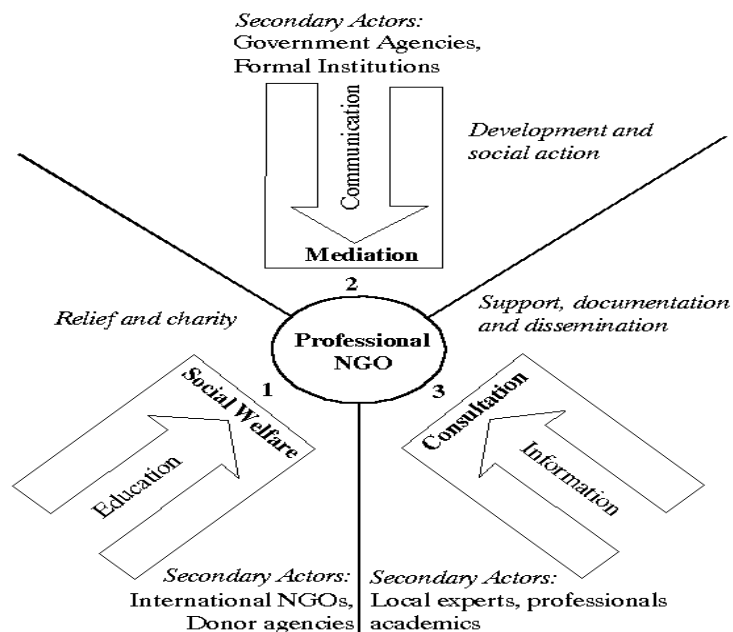 Secondary Actors:
Government Agencies,
Formal Institutions
Communication
Development and
social action
Mediation
2
Relief and charity
Support, documentation
and dissemination
Professional
NGO
1
3
Social Welfare
Education
Consultation
Information
Secondary Actors:
International NGOs,
Donor agencies
Secondary Actors:
Local experts, professionals
academics